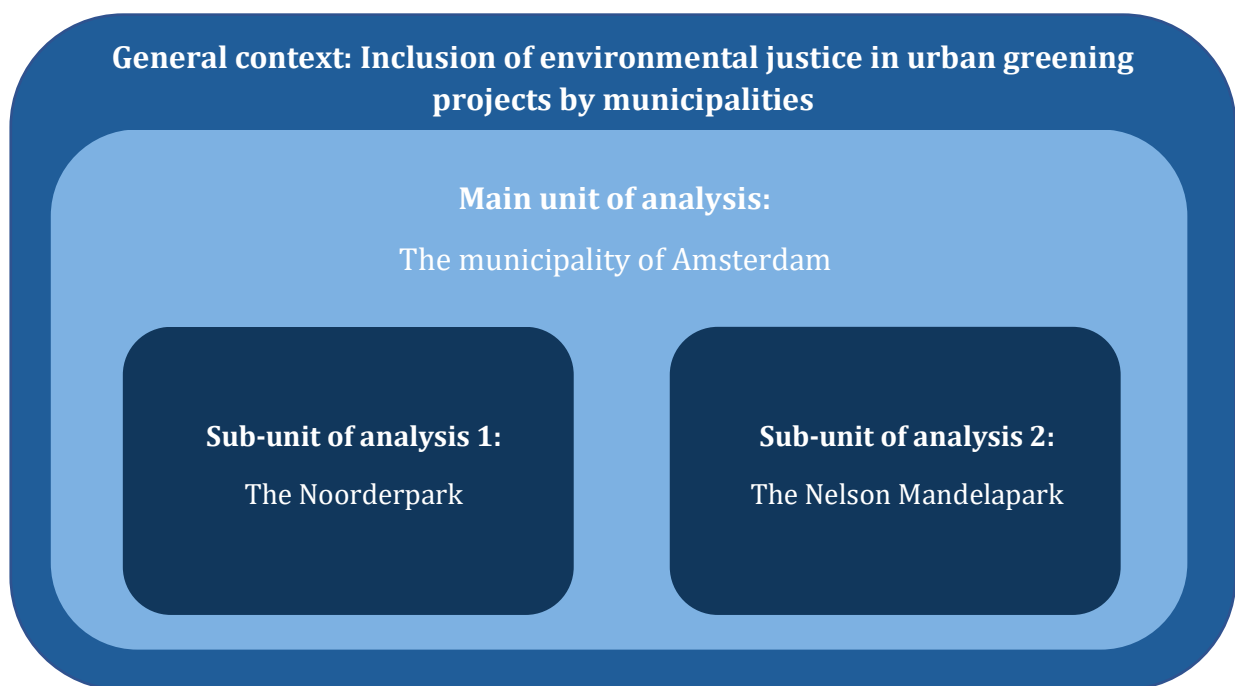 General context: Inclusion of environmental justice in urban greening
projects by municipalities
Main unit of analysis:
The municipality of Amsterdam
Sub-unit of analysis 1:
The Noorderpark
Sub-unit of analysis 2:
The Nelson Mandelapark